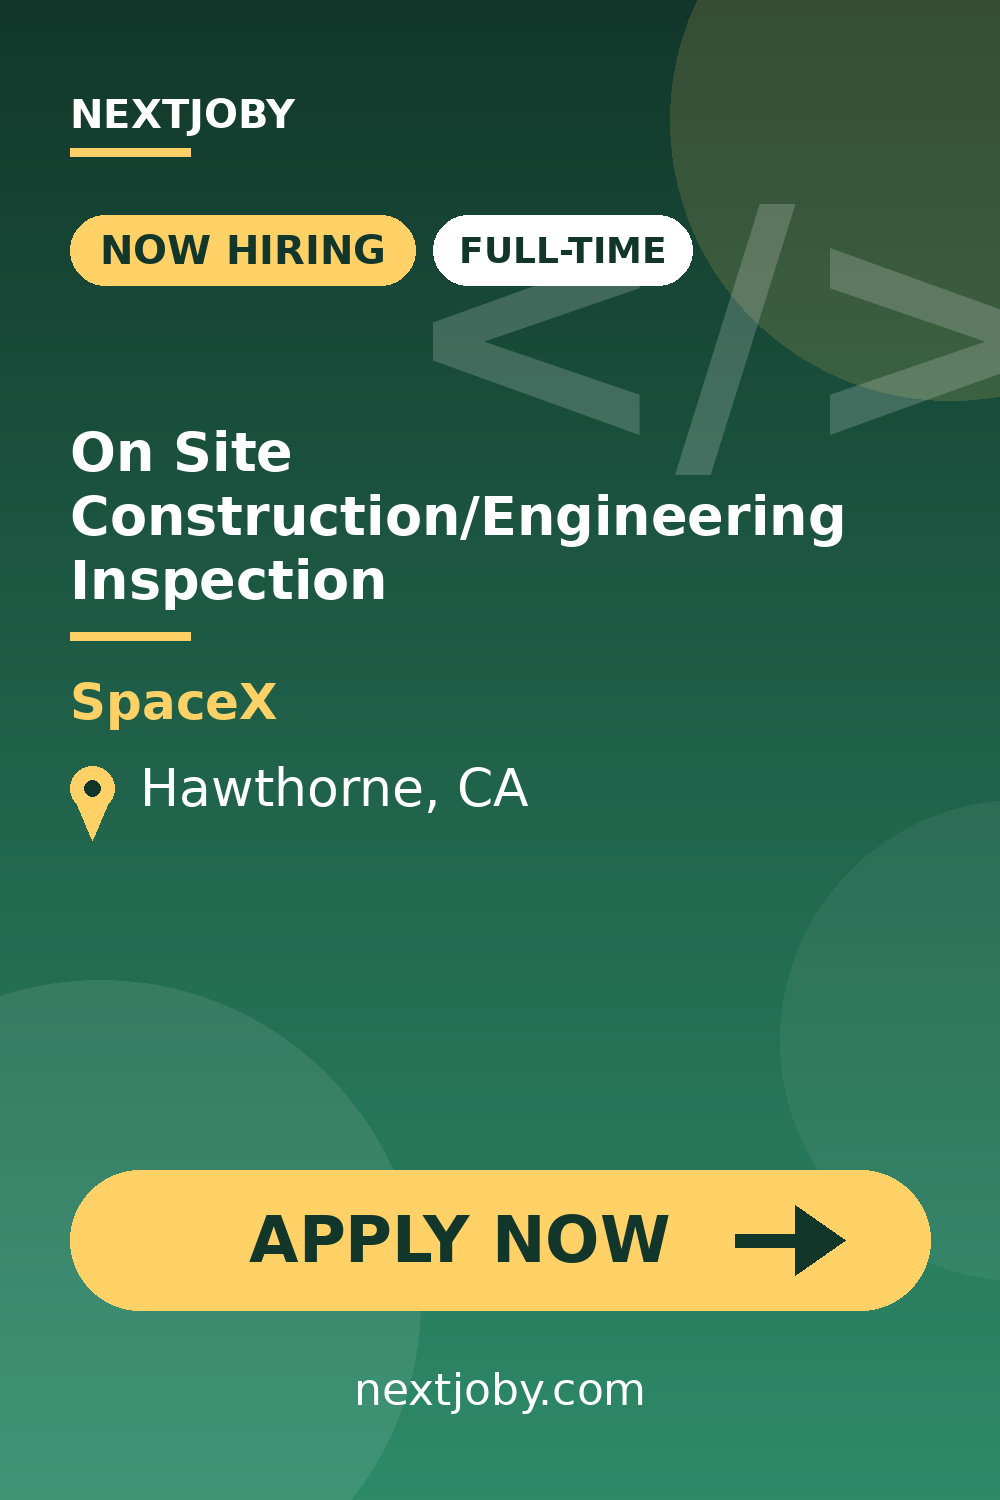 NEXTJOBY
NOW HIRING
FULL-TIME
</>
On Site
Construction/Engineering
Inspection
SpaceX
Hawthorne, CA
APPLY NOW
nextjoby.com